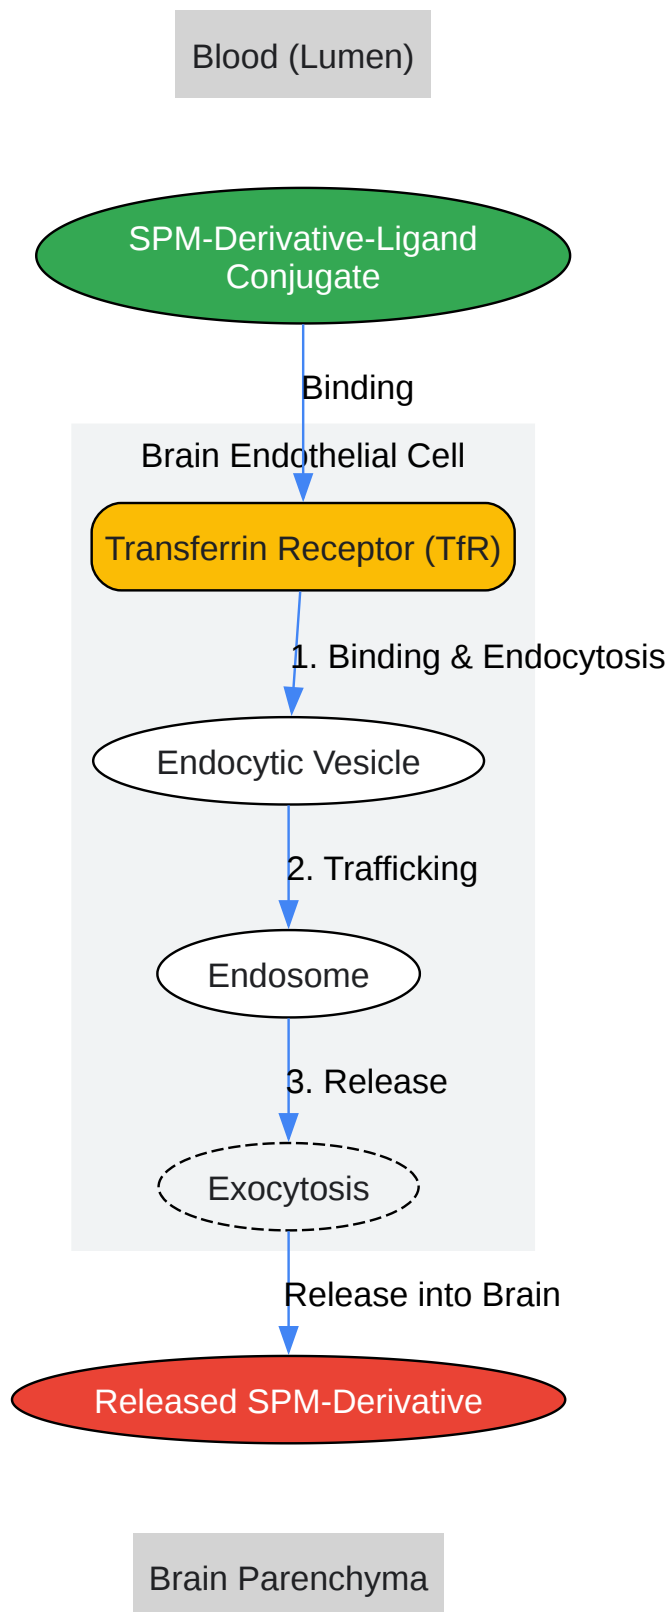 Blood (Lumen)
SPM-Derivative-Ligand
Conjugate
Binding
Brain Endothelial Cell
Transferrin Receptor (TfR)
1. Binding & Endocytosis
Endocytic Vesicle
2. Trafficking
Endosome
3. Release
Exocytosis
Release into Brain
Released SPM-Derivative
Brain Parenchyma